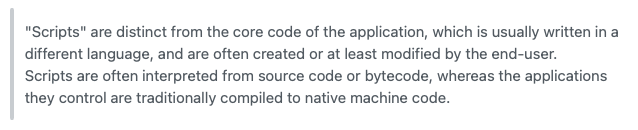 "Scripts" are distinct from the core code of the application, which is usually written in a
different language, and are often created or at least modified by the end-user.
Scripts are often interpreted from source code or bytecode, whereas the applications
they control are traditionally compiled to native machine code.